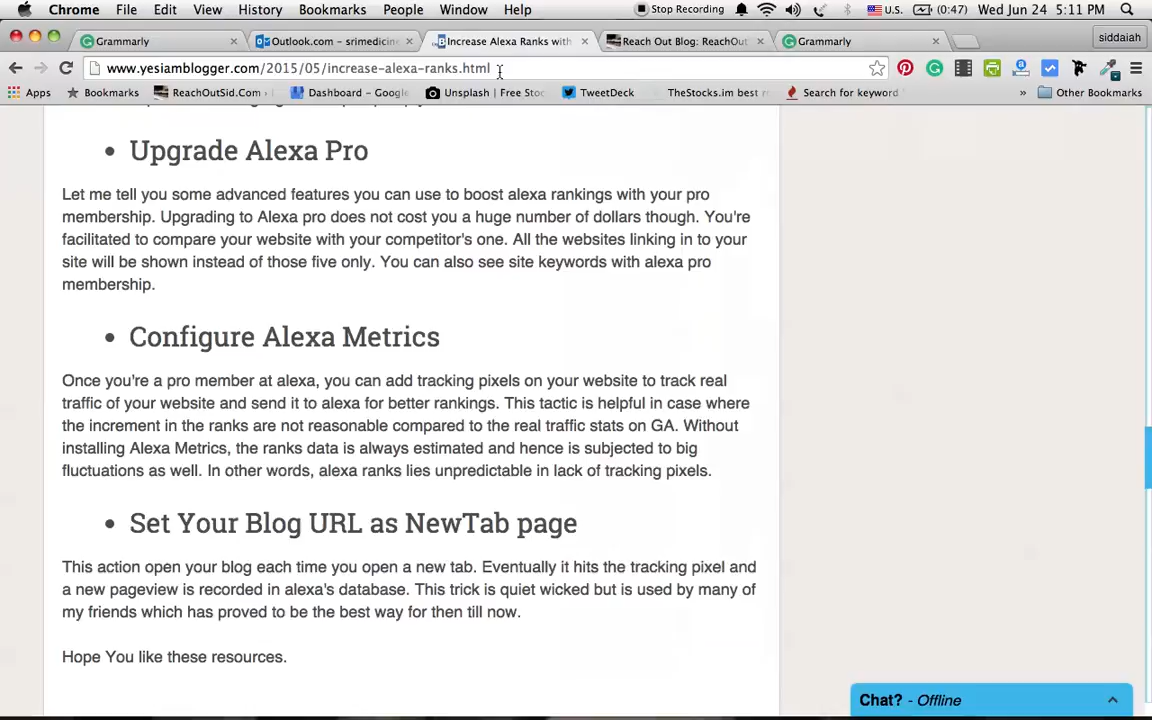 Chrome File Edit View History Bookmarks People Window Help Stop Recording U.S. (0:47) Wed Jun 24 5:11 PM
Grammarly Outlook.com – srimedicine Increase Alexa Ranks with Reach Out Blog: ReachOut Grammarly siddaiah
www.yesiamblogger.com/2015/05/increase-alexa-ranks.html
Apps Bookmarks ReachOutSid.Com › Dashboard – Google Unsplash | Free Stoc TweetDeck TheStocks.im best r Search for keyword » Other Bookmarks
• Upgrade Alexa Pro
Let me tell you some advanced features you can use to boost alexa rankings with your pro
membership. Upgrading to Alexa pro does not cost you a huge number of dollars though. You're
facilitated to compare your website with your competitor's one. All the websites linking in to your
site will be shown instead of those five only. You can also see site keywords with alexa pro
membership.
• Configure Alexa Metrics
Once you're a pro member at alexa, you can add tracking pixels on your website to track real
traffic of your website and send it to alexa for better rankings. This tactic is helpful in case where
the increment in the ranks are not reasonable compared to the real traffic stats on GA. Without
installing Alexa Metrics, the ranks data is always estimated and hence is subjected to big
fluctuations as well. In other words, alexa ranks lies unpredictable in lack of tracking pixels.
• Set Your Blog URL as NewTab page
This action open your blog each time you open a new tab. Eventually it hits the tracking pixel and
a new pageview is recorded in alexa's database. This trick is quiet wicked but is used by many of
my friends which has proved to be the best way for then till now.
Hope You like these resources.
Chat? - Offline